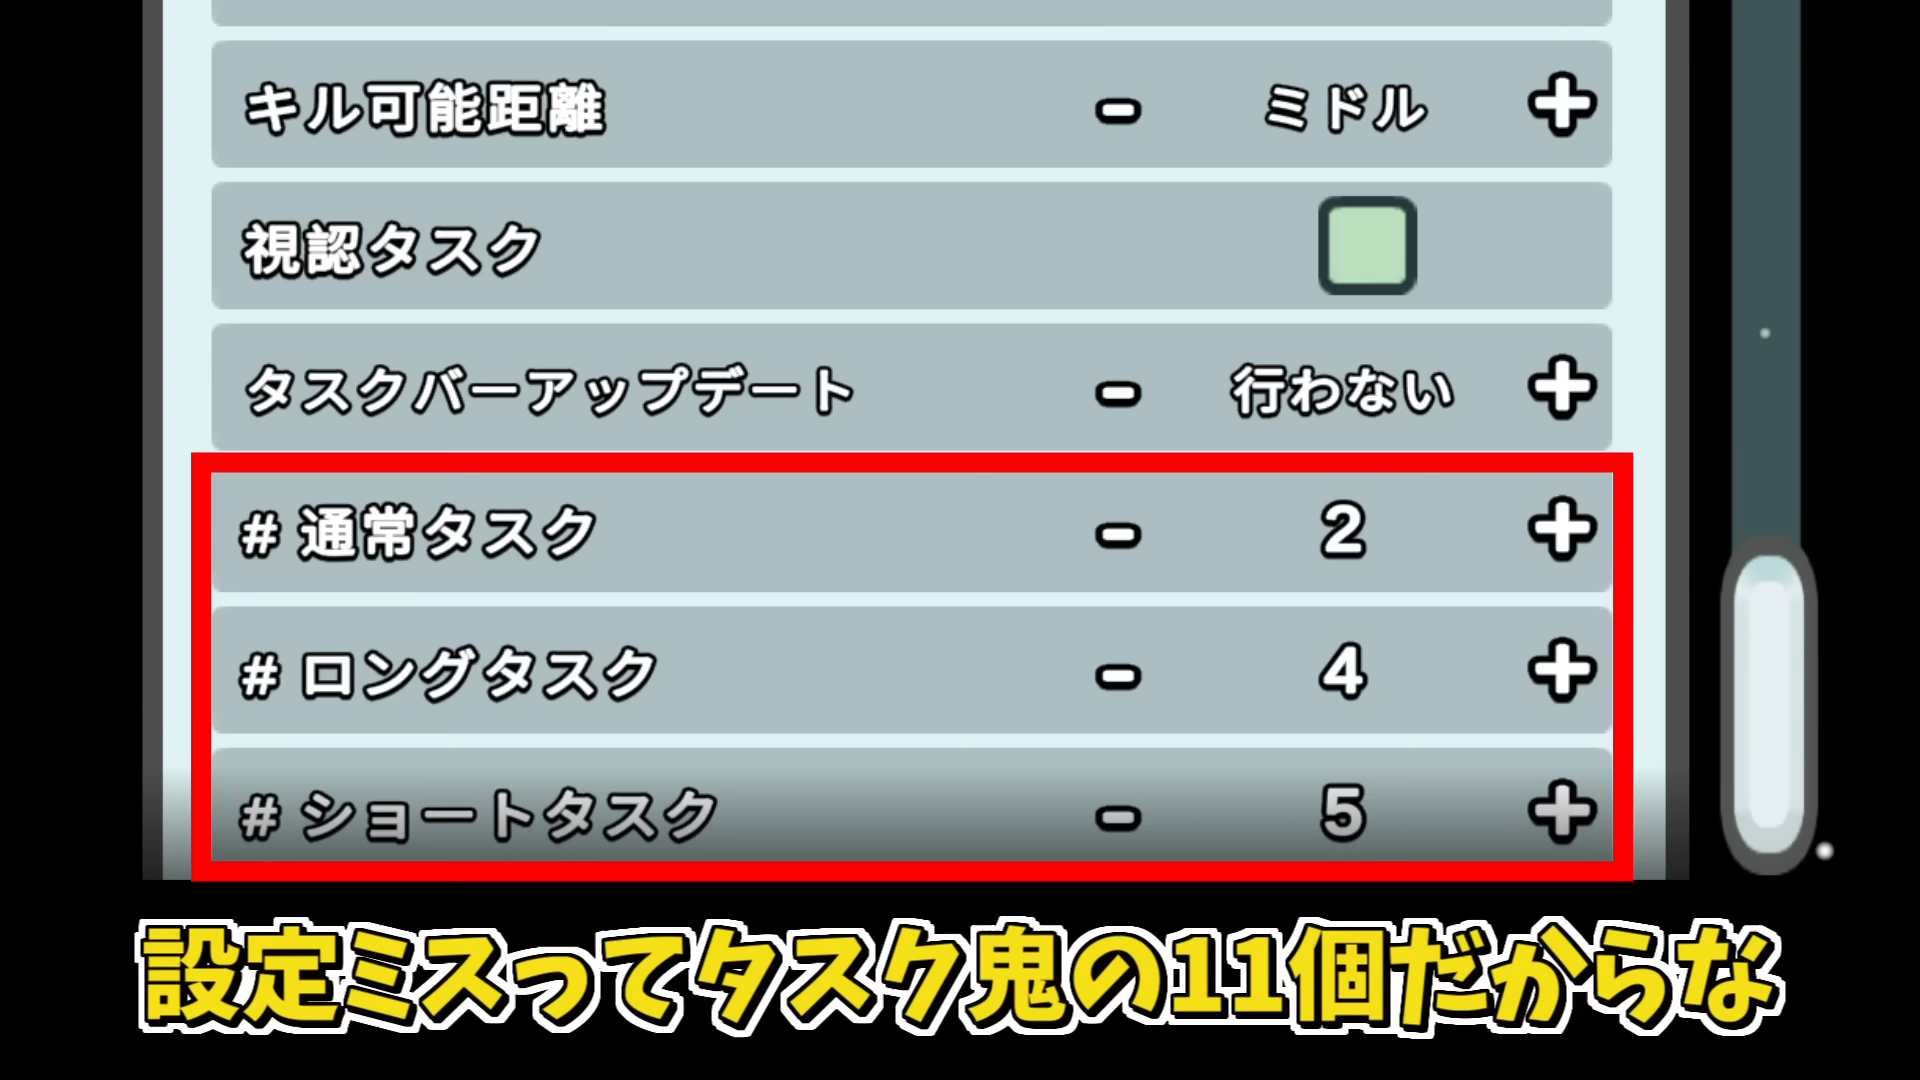 キル可能距離 - ミドル +
視認タスク
タスクバーアップデート - 行わない +
# 通常タスク - 2 +
# ロングタスク - 4 +
# ショートタスク - 5 +
設定ミスってタスク鬼の11個だからな